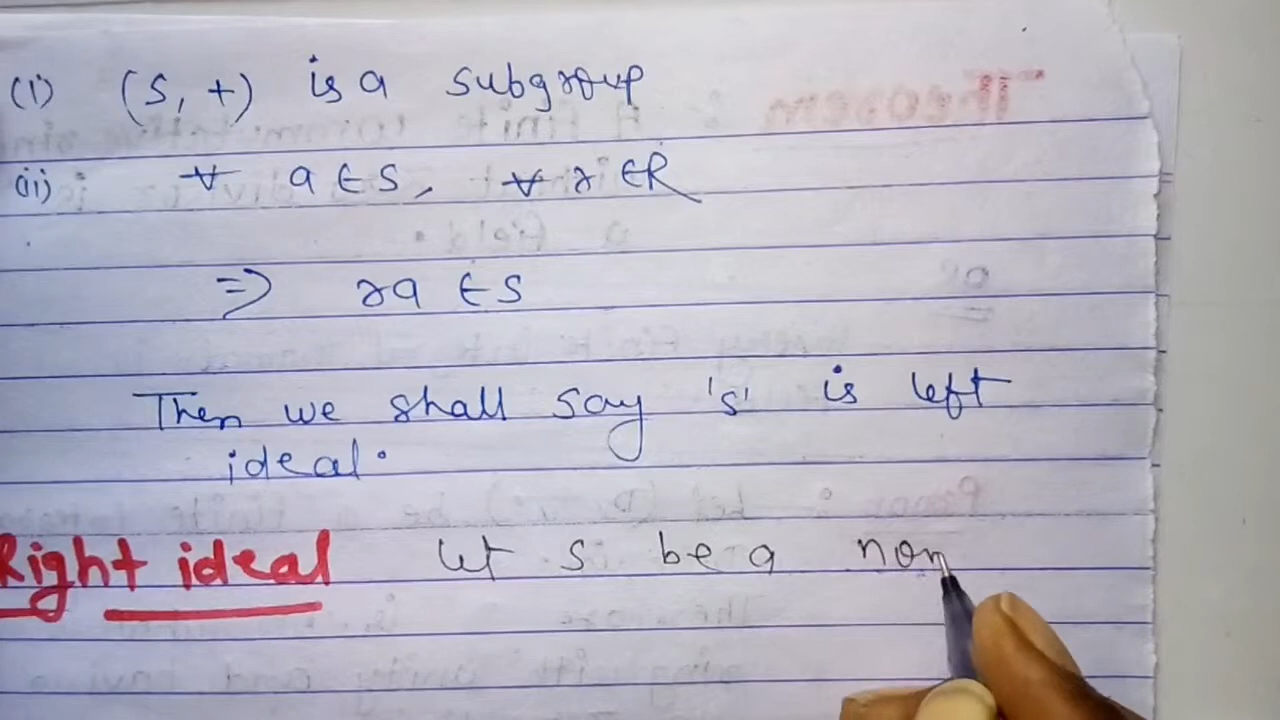 (i) (S, +) is a subgroup
(ii) ∀ a ∈ S, ∀ r ∈ R
⇒ ra ∈ S
Then we shall say 's' is left
ideal.
Right ideal let S be a non